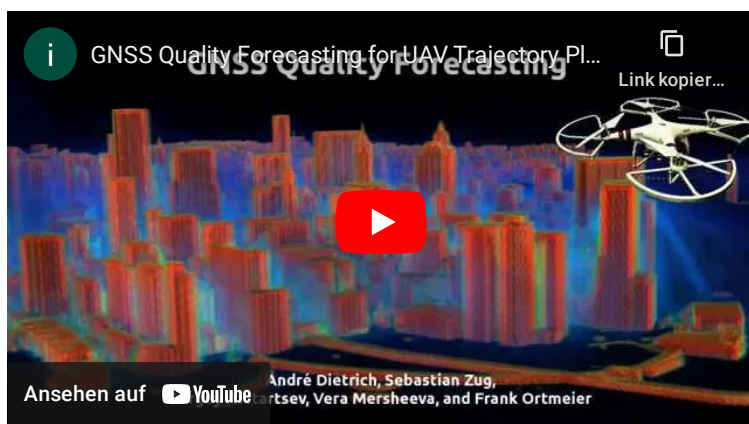 i
GNSS Quality Forecasting for UAV Trajectory Pl...
GNSS Quality Forecasting
Link kopier...
André Dietrich, Sebastian Zug,
Vera Mersheeva, and Frank Ortmeier
Ansehen auf YouTube